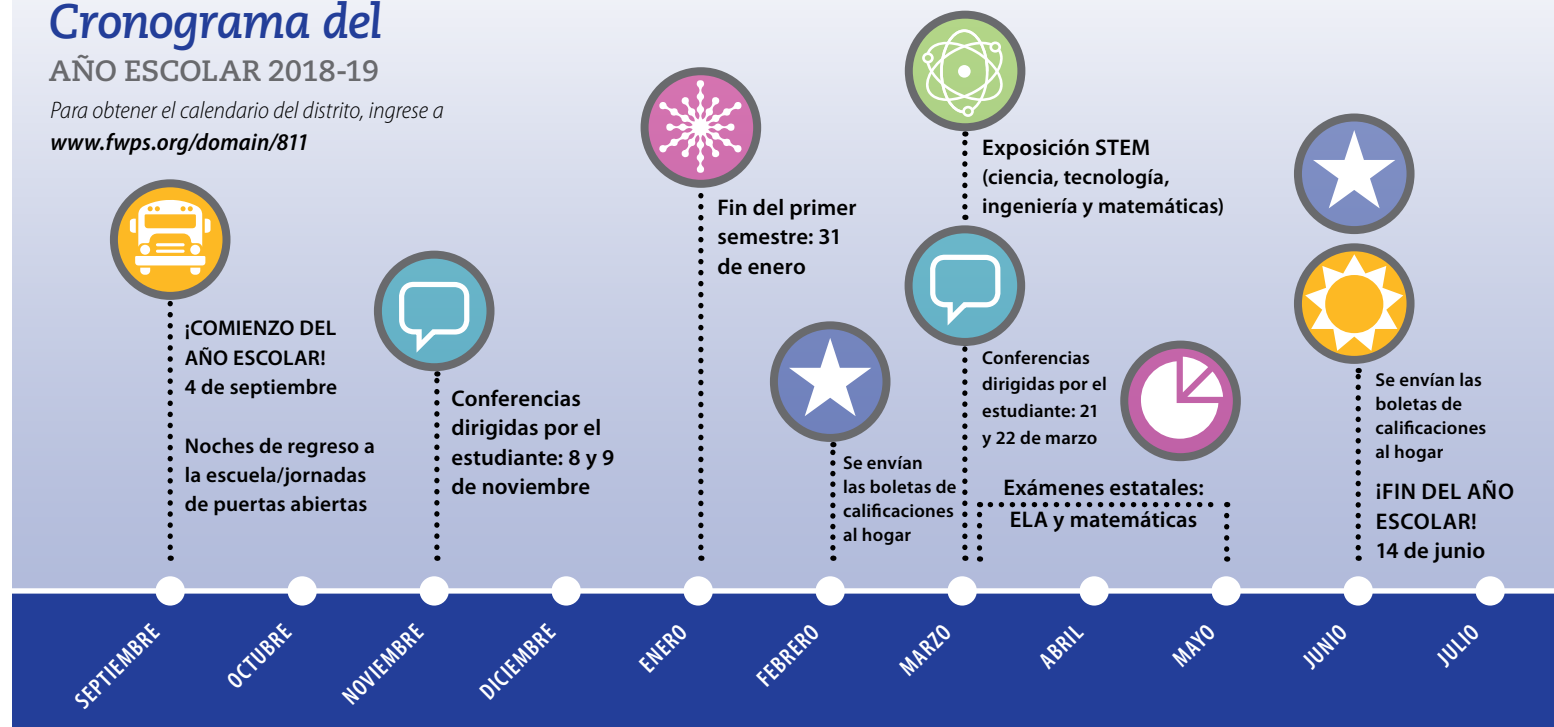 Cronograma del
AÑO ESCOLAR 2018-19
Para obtener el calendario del distrito, ingrese a
www.fwps.org/domain/811
¡COMIENZO DEL
AÑO ESCOLAR!
4 de septiembre
Noches de regreso a
la escuela/jornadas
de puertas abiertas
Conferencias
dirigidas por el
estudiante: 8 y 9
de noviembre
Fin del primer
semestre: 31
de enero
Se envían
las boletas de
calificaciones
al hogar
Exposición STEM
(ciencia, tecnología,
ingeniería y matemáticas)
Conferencias
dirigidas por el
estudiante: 21
y 22 de marzo
Exámenes estatales:
ELA y matemáticas
Se envían las
boletas de
calificaciones
al hogar
¡FIN DEL AÑO
ESCOLAR!
14 de junio
SEPTIEMBRE
OCTUBRE
NOVIEMBRE
DICIEMBRE
ENERO
FEBRERO
MARZO
ABRIL
MAYO
JUNIO
JULIO